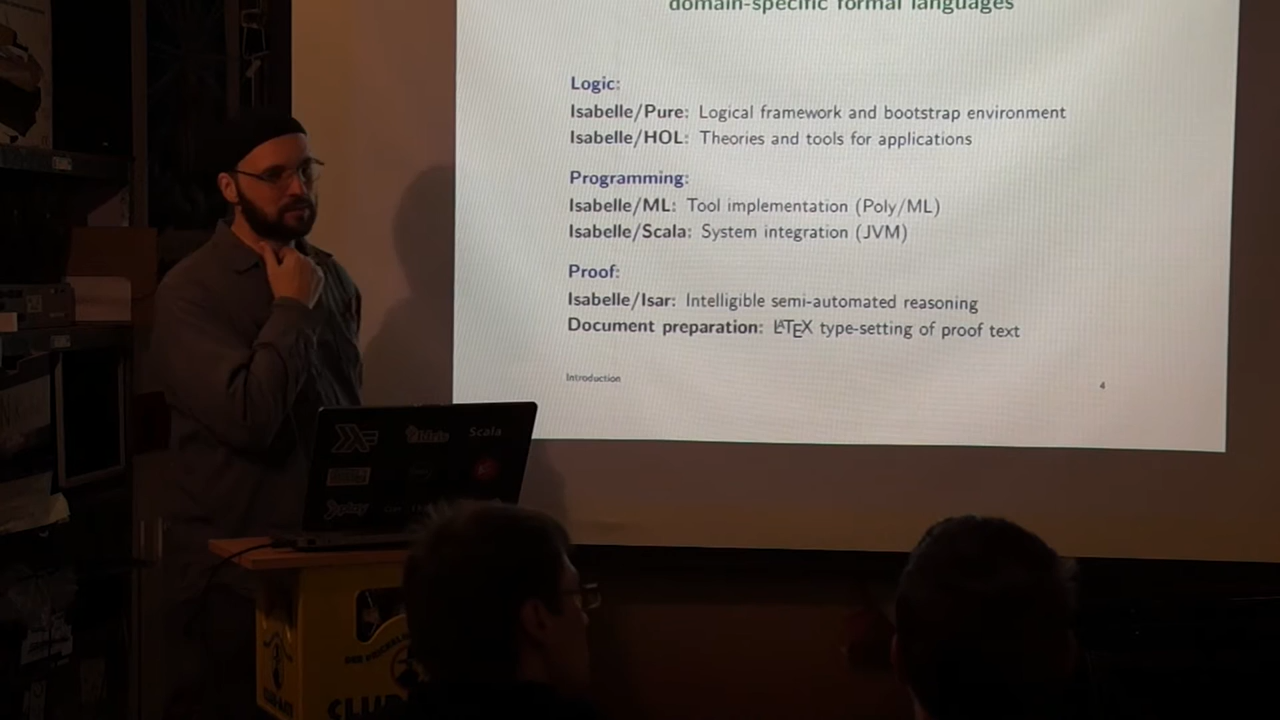 domain-specific formal languages
Logic:
Isabelle/Pure: Logical framework and bootstrap environment
Isabelle/HOL: Theories and tools for applications
Programming:
Isabelle/ML: Tool implementation (Poly/ML)
Isabelle/Scala: System integration (JVM)
Proof:
Isabelle/Isar: Intelligible semi-automated reasoning
Document preparation: LATEX type-setting of proof text
Introduction
4
Scala